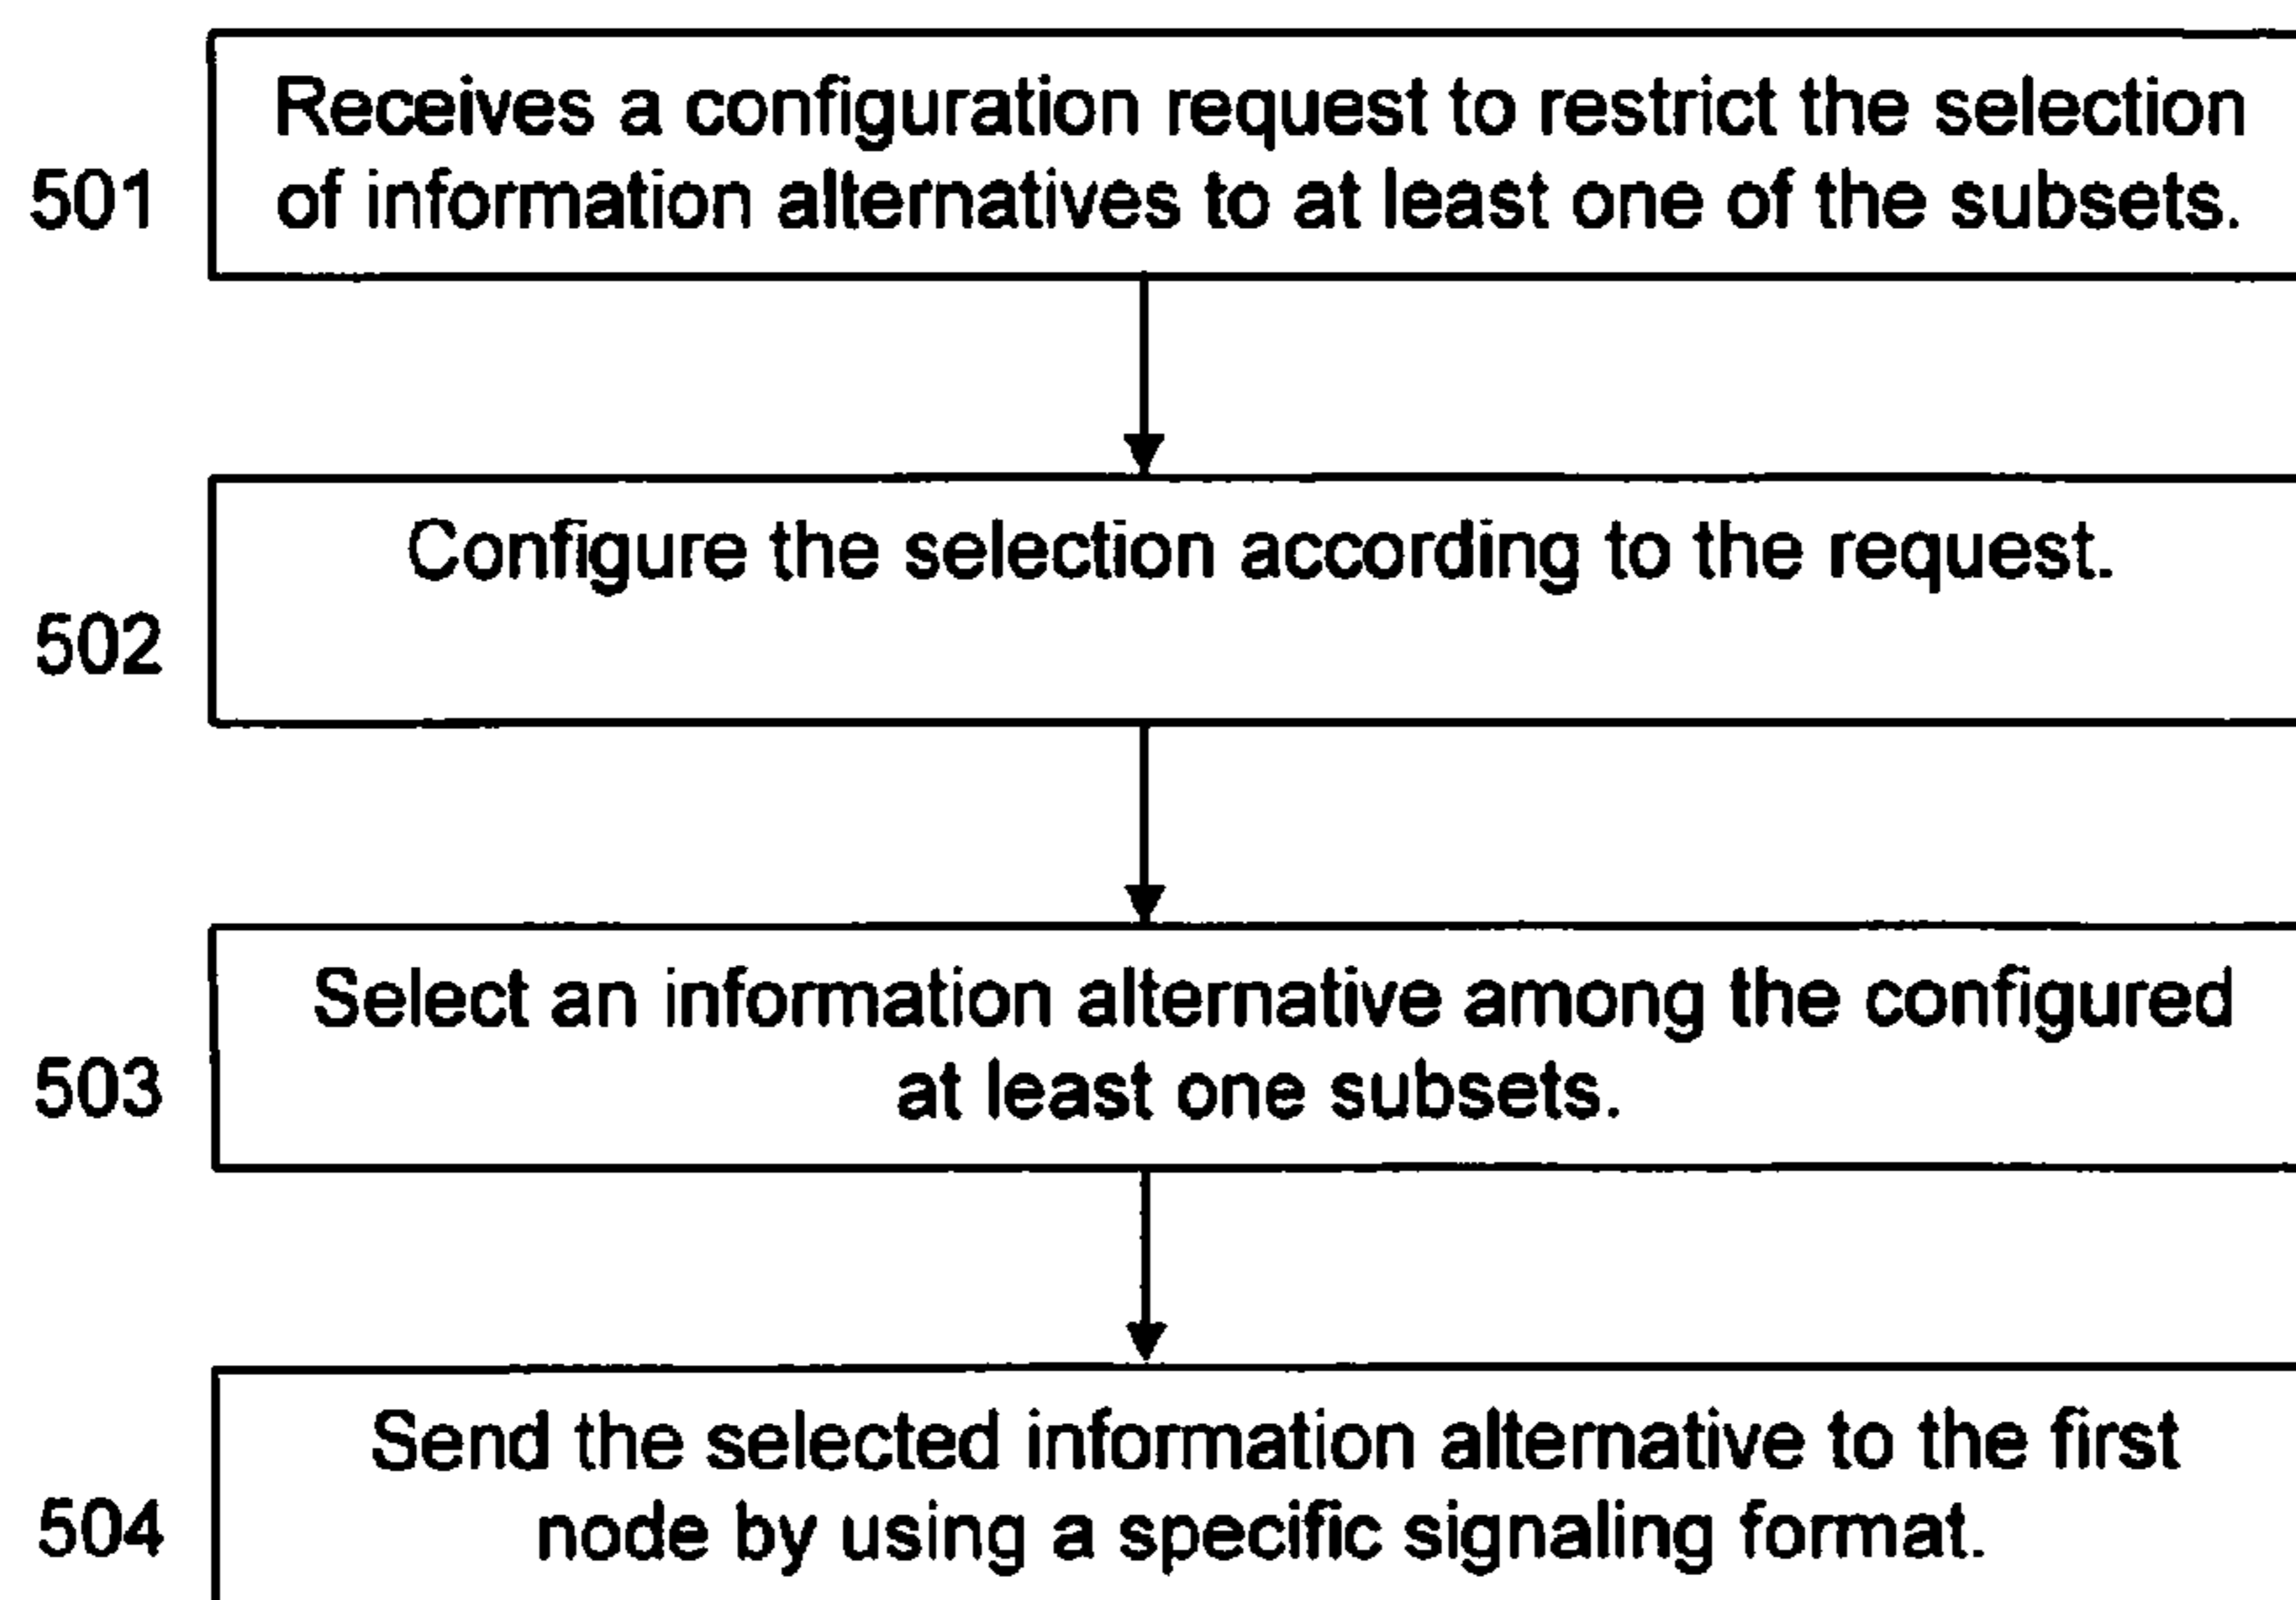 Receives a configuration request to restrict the selection
501
of information alternatives to at least one of the subsets.
Configure the selection according to the request.
502
Select an information alternative among the configured
503
at least one subsets.
Send the selected information alternative to the first
504
node by using a specific signaling format.